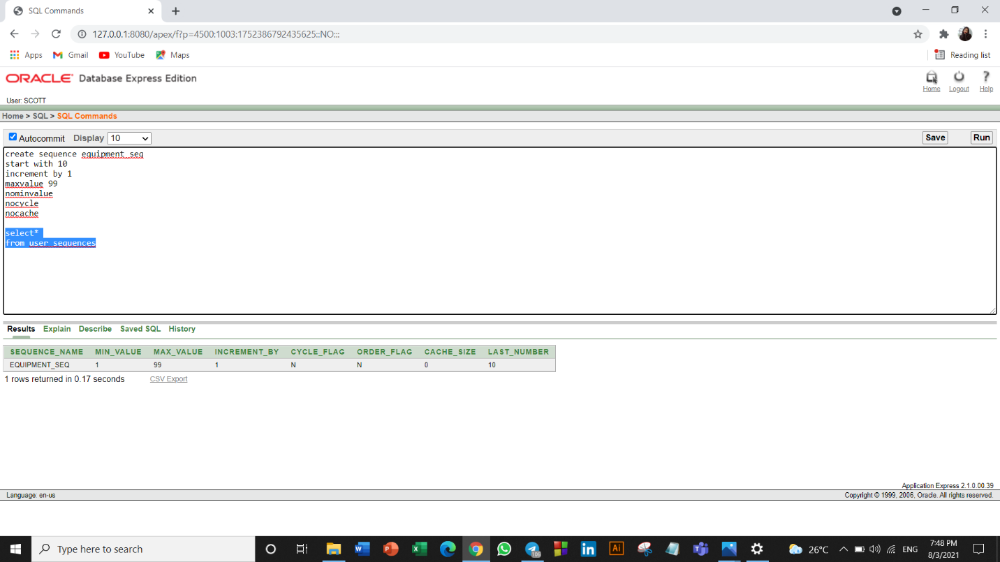 SQL Commands
127.0.0.1:8080/apex/f?p=4500:1003:1752386792435625::NO:::
Apps Gmail YouTube Maps Reading list
ORACLE Database Express Edition
Home Logout Help
User: SCOTT
Home > SQL > SQL Commands
Autocommit Display 10 Save Run
create sequence equipment_seq
start with 10
increment by 1
maxvalue 99
nominvalue
nocycle
nocache
select*
from user_sequences
Results Explain Describe Saved SQL History
SEQUENCE_NAME MIN_VALUE MAX_VALUE INCREMENT_BY CYCLE_FLAG ORDER_FLAG CACHE_SIZE LAST_NUMBER
EQUIPMENT_SEQ 1 99 1 N N 0 10
1 rows returned in 0.17 seconds CSV Export
Application Express 2.1.0.00.39
Language: en-us Copyright © 1999, 2006, Oracle. All rights reserved.
Type here to search 106 26°C ENG 7:48 PM
8/3/2021